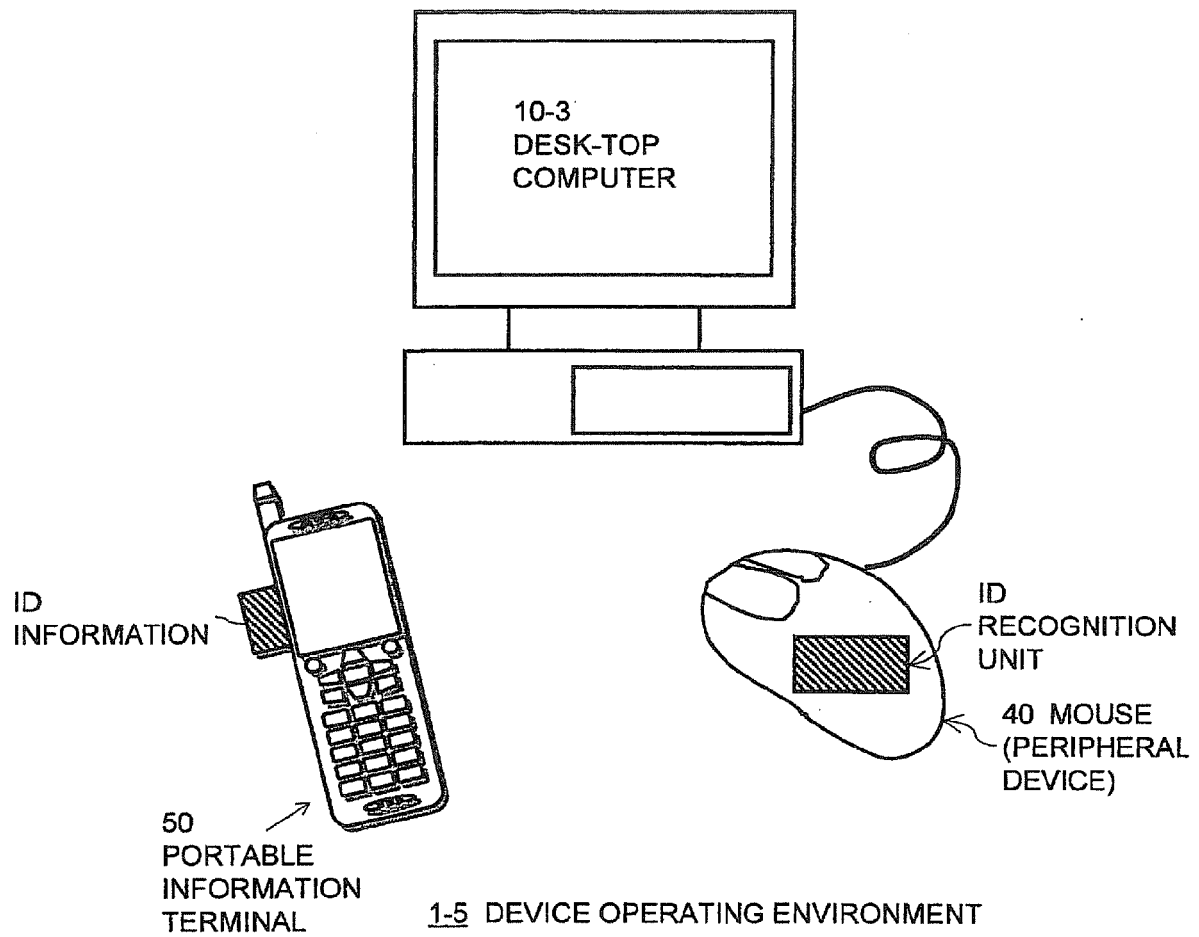 10-3
DESK-TOP
COMPUTER
ID
INFORMATION
ID
RECOGNITION
UNIT
40 MOUSE
(PERIPHERAL
DEVICE)
50
PORTABLE
INFORMATION
TERMINAL
1-5 DEVICE OPERATING ENVIRONMENT